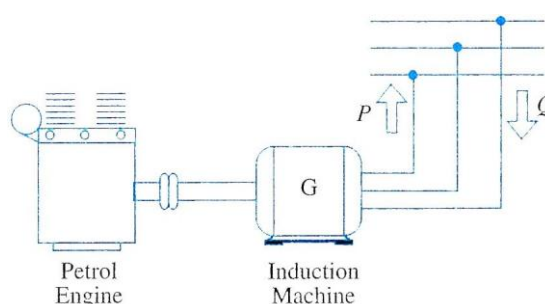 P
Q
G
Petrol
Engine
Induction
Machine